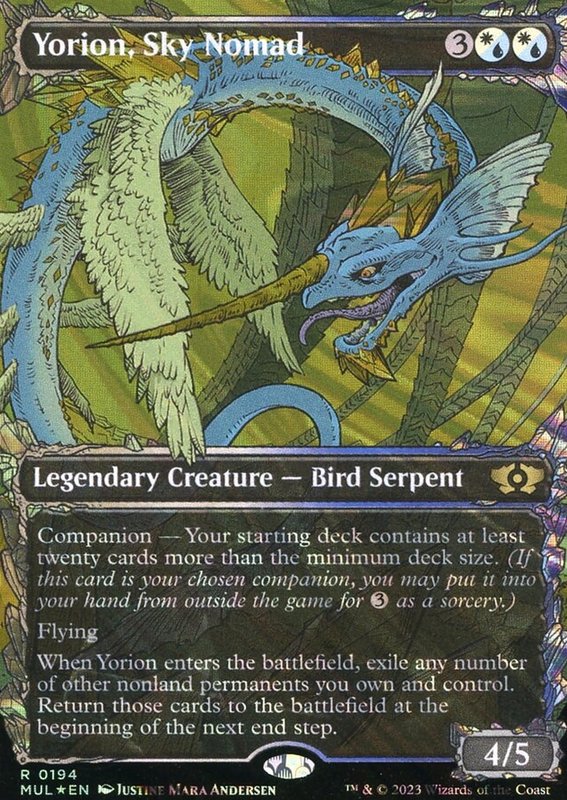 Yorion, Sky Nomad 3
Legendary Creature — Bird Serpent
Companion — Your starting deck contains at least
twenty cards more than the minimum deck size. (If
this card is your chosen companion, you may put it into
your hand from outside the game for 3 as a sorcery.)
Flying
When Yorion enters the battlefield, exile any number
of other nonland permanents you own and control.
Return those cards to the battlefield at the
beginning of the next end step.
4/5
R 0194
MUL★EN Justine Mara Andersen ™ & © 2023 Wizards of the Coast